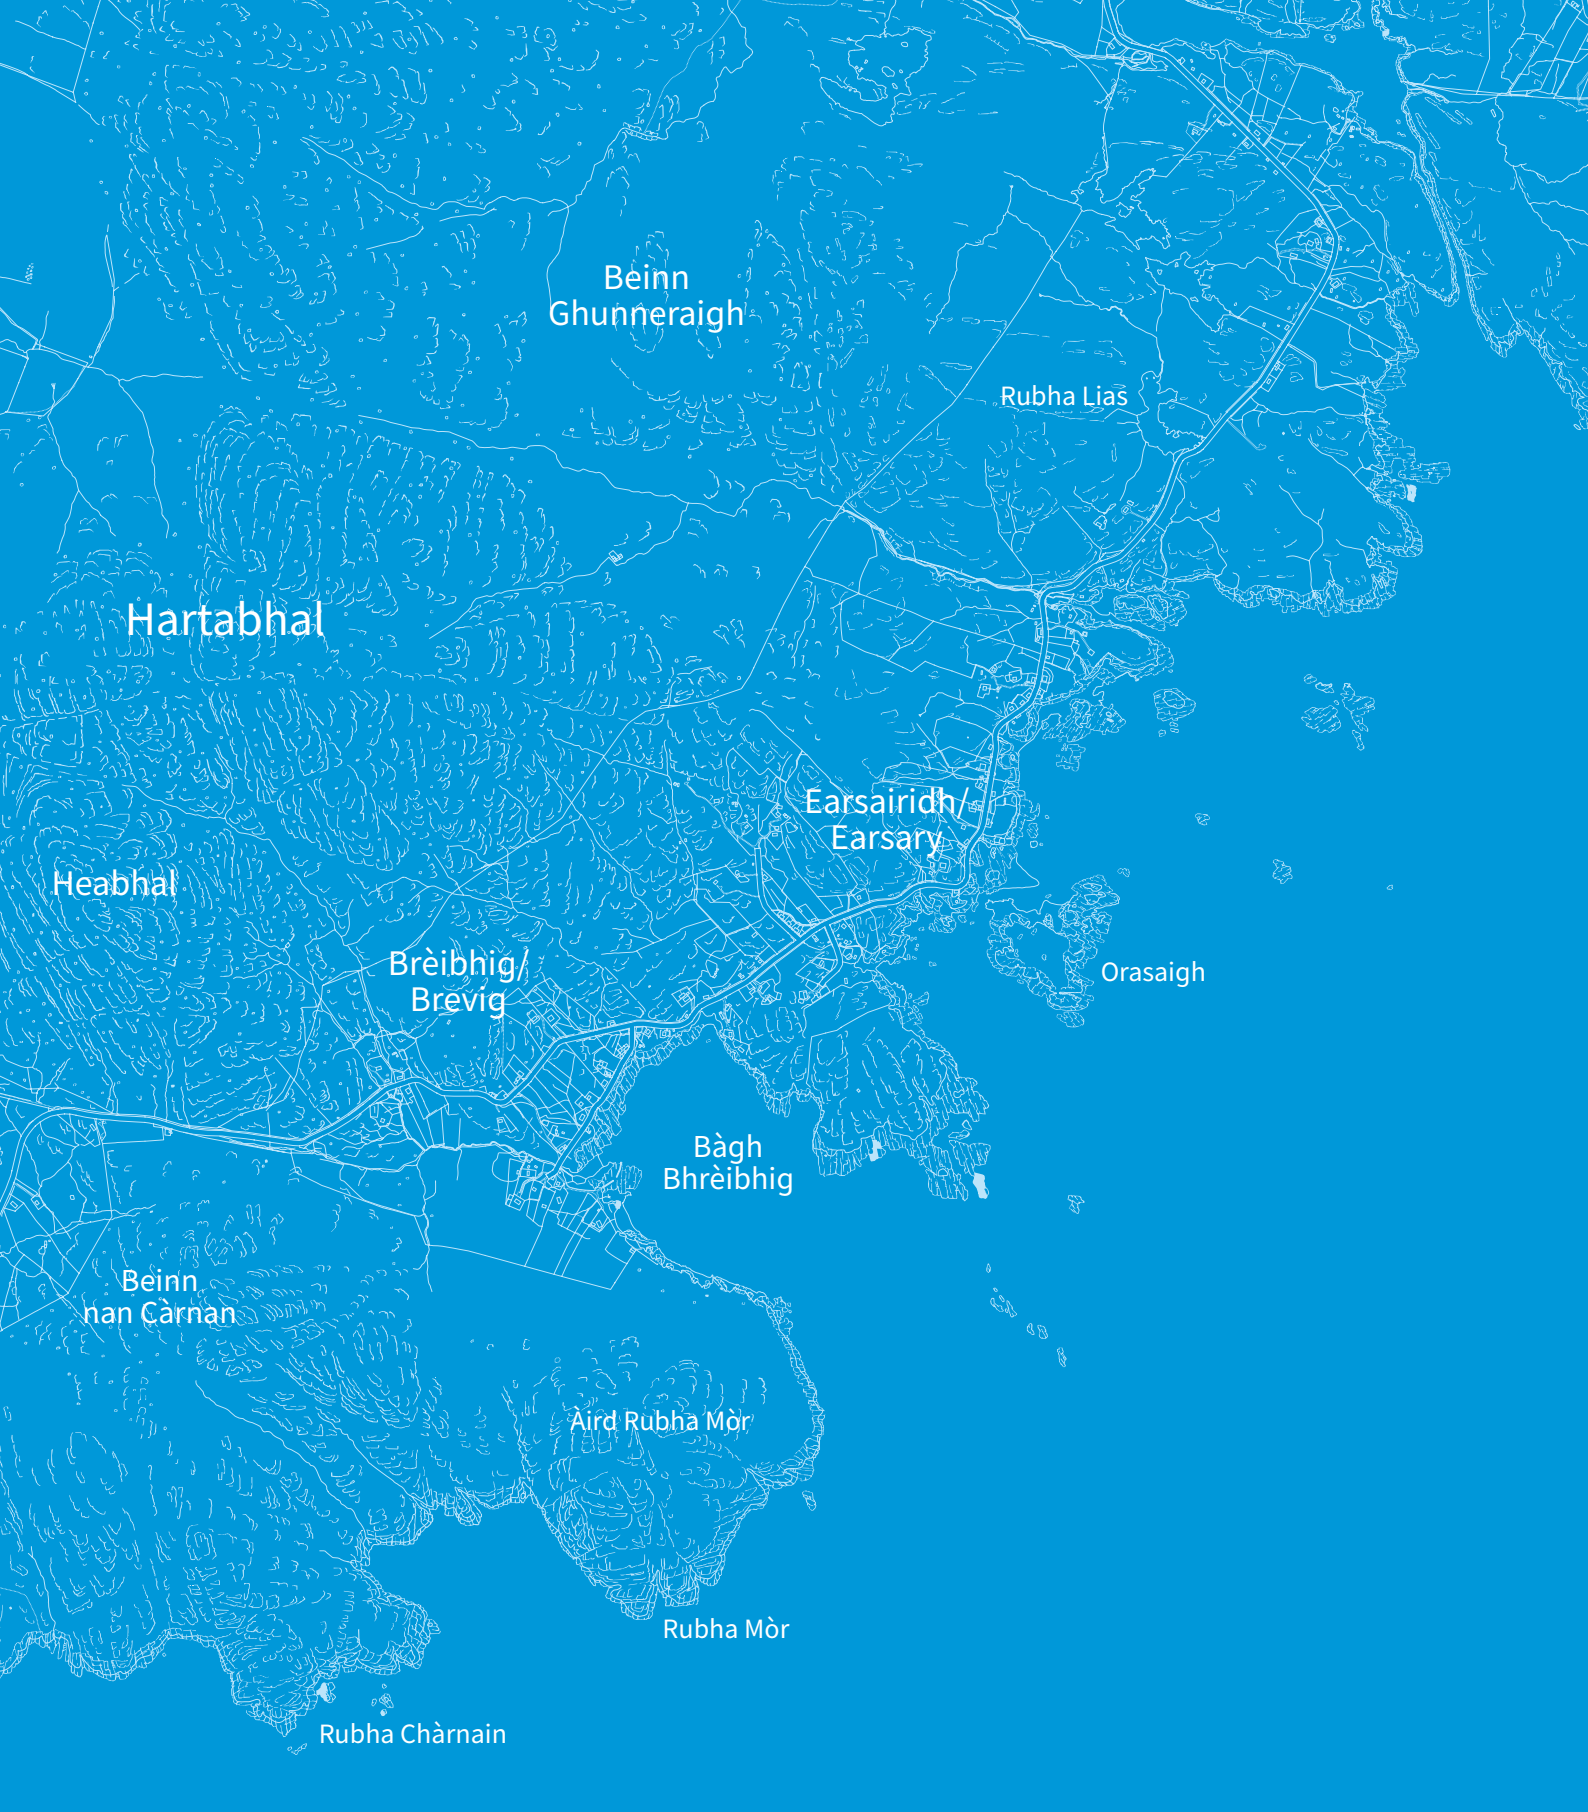 Beinn
Ghunneraigh
Rubha Lias
Hartabhal
Earsairidh/
Earsary
Heabhal
Brèibhig/
Brevig
Orasaigh
Bàgh
Bhrèibhig
Beinn
nan Càrnan
Àird Rubha Mòr
Rubha Mòr
Rubha Chàrnain